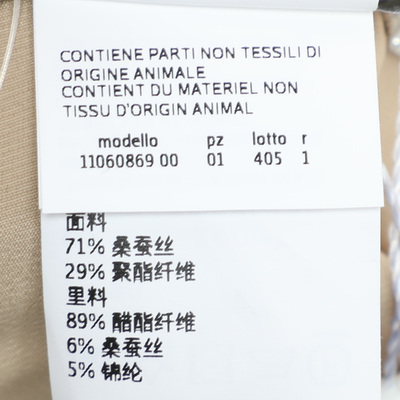 CONTIENE PARTI NON TESSILI DI
ORIGINE ANIMALE
CONTIENT DU MATERIEL NON
TISSU D'ORIGIN ANIMAL
modello pz lotto r
11060869 00 01 405 1
面料
71% 桑蚕丝
29% 聚酯纤维
里料
89% 醋酯纤维
6% 桑蚕丝
5% 锦纶